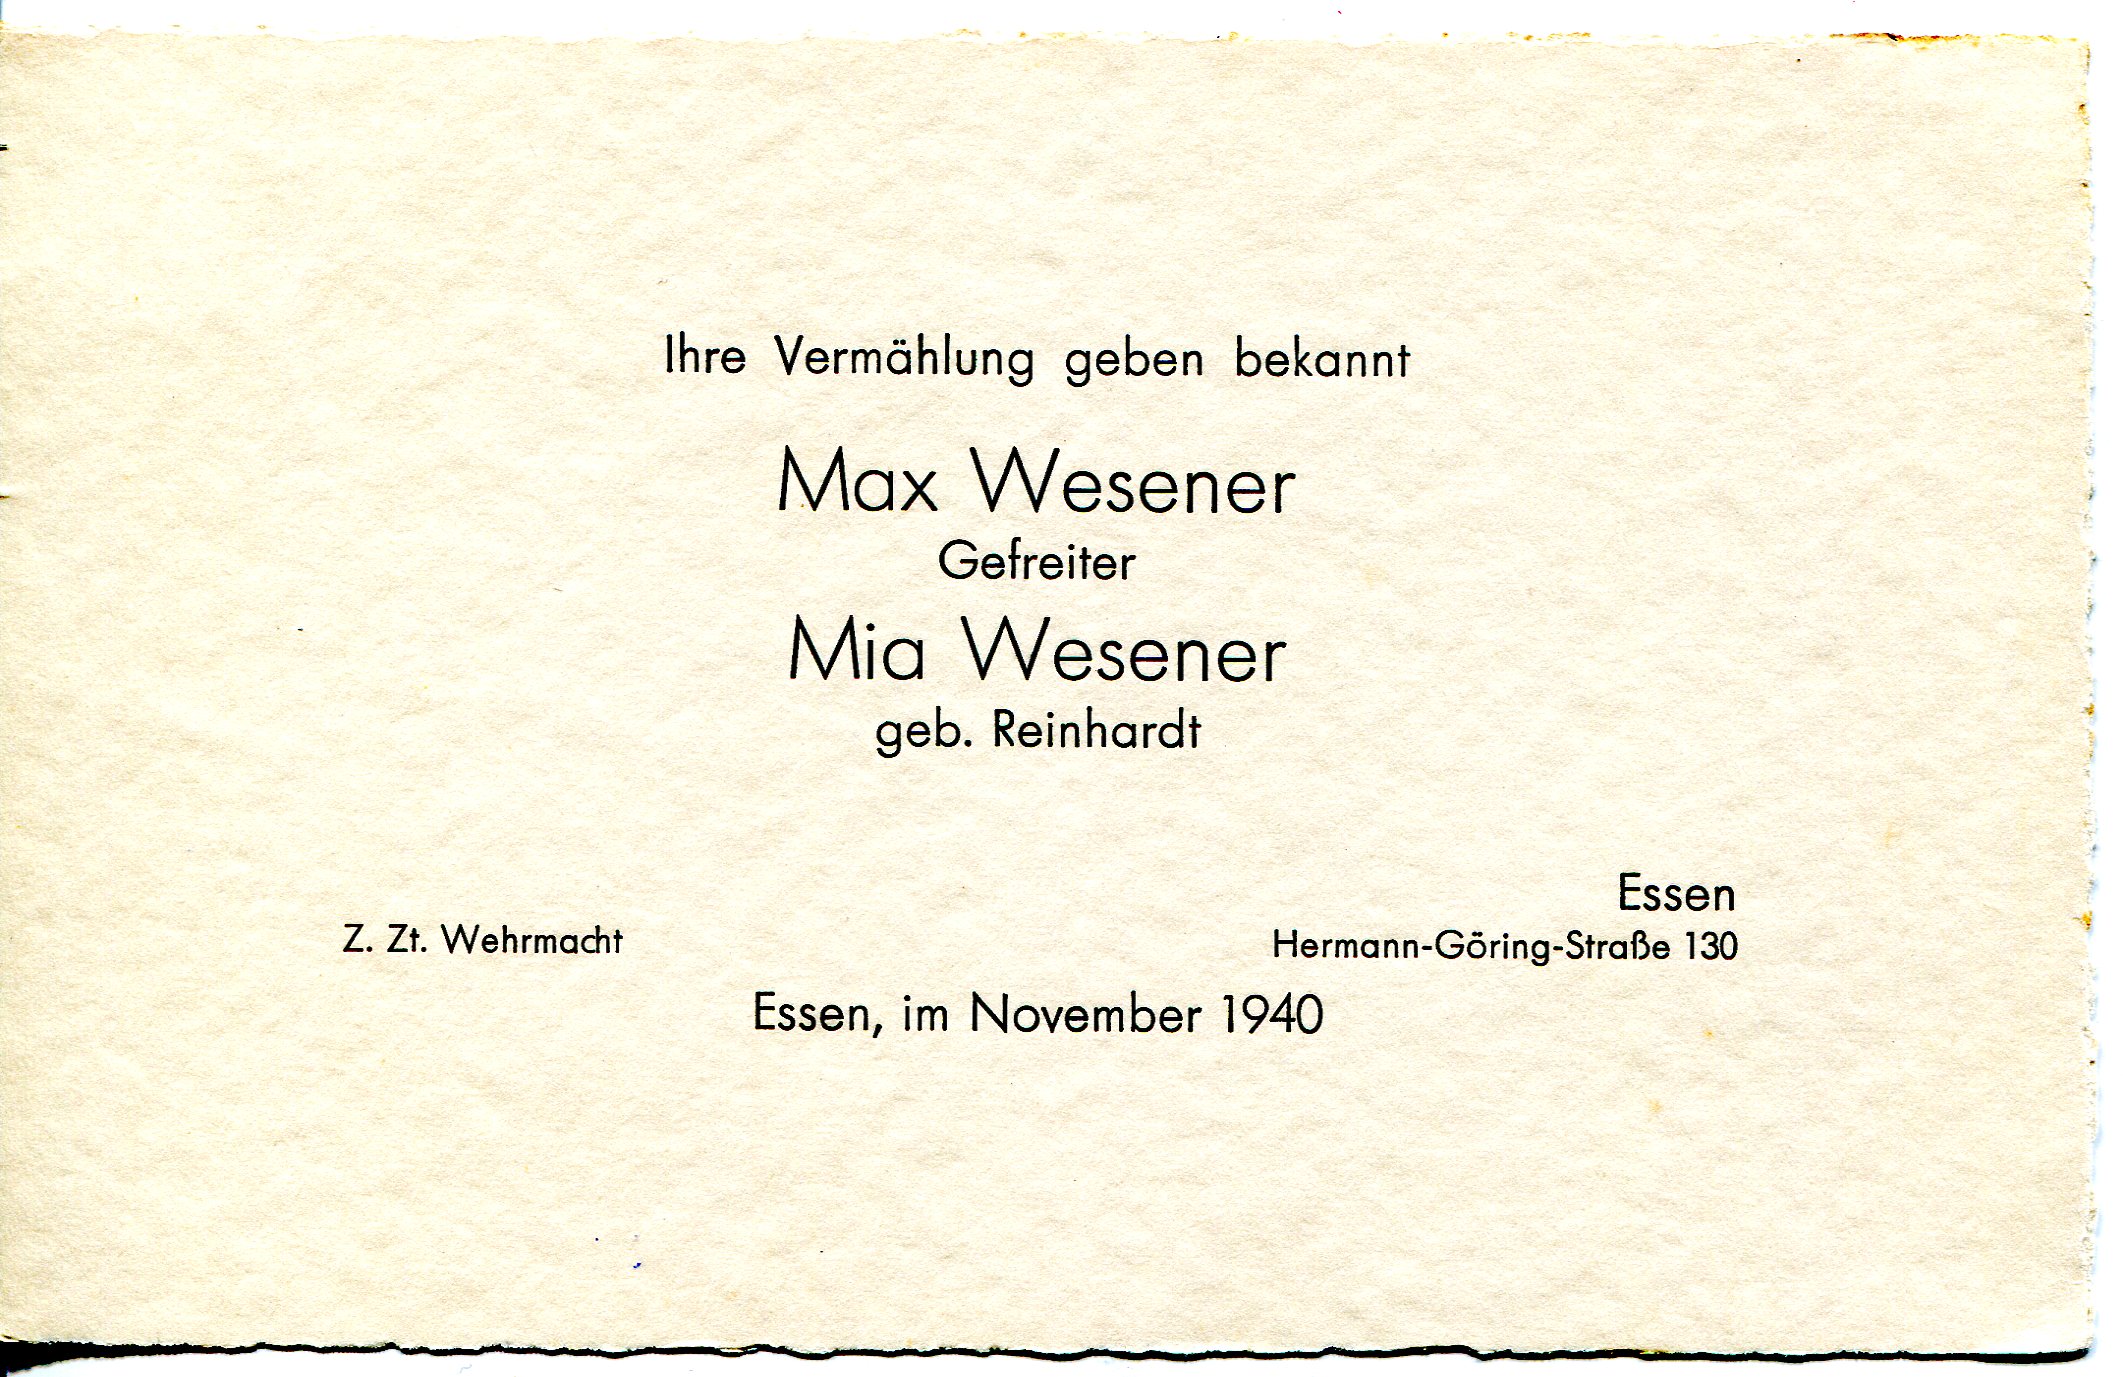 Ihre Vermählung geben bekannt
Max Wesener
Gefreiter
Mia Wesener
geb. Reinhardt
Z. Zt. Wehrmacht
Essen
Hermann-Göring-Straße 130
Essen, im November 1940